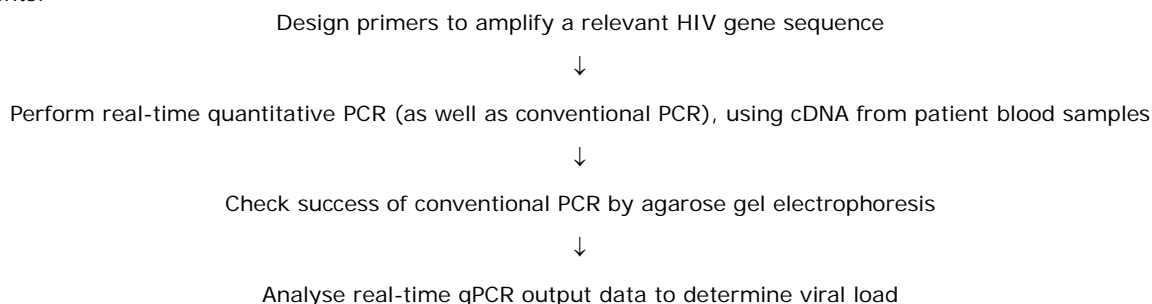 Design primers to amplify a relevant HIV gene sequence
↓
Perform real-time quantitative PCR (as well as conventional PCR), using cDNA from patient blood samples
↓
Check success of conventional PCR by agarose gel electrophoresis
↓
Analyse real-time qPCR output data to determine viral load